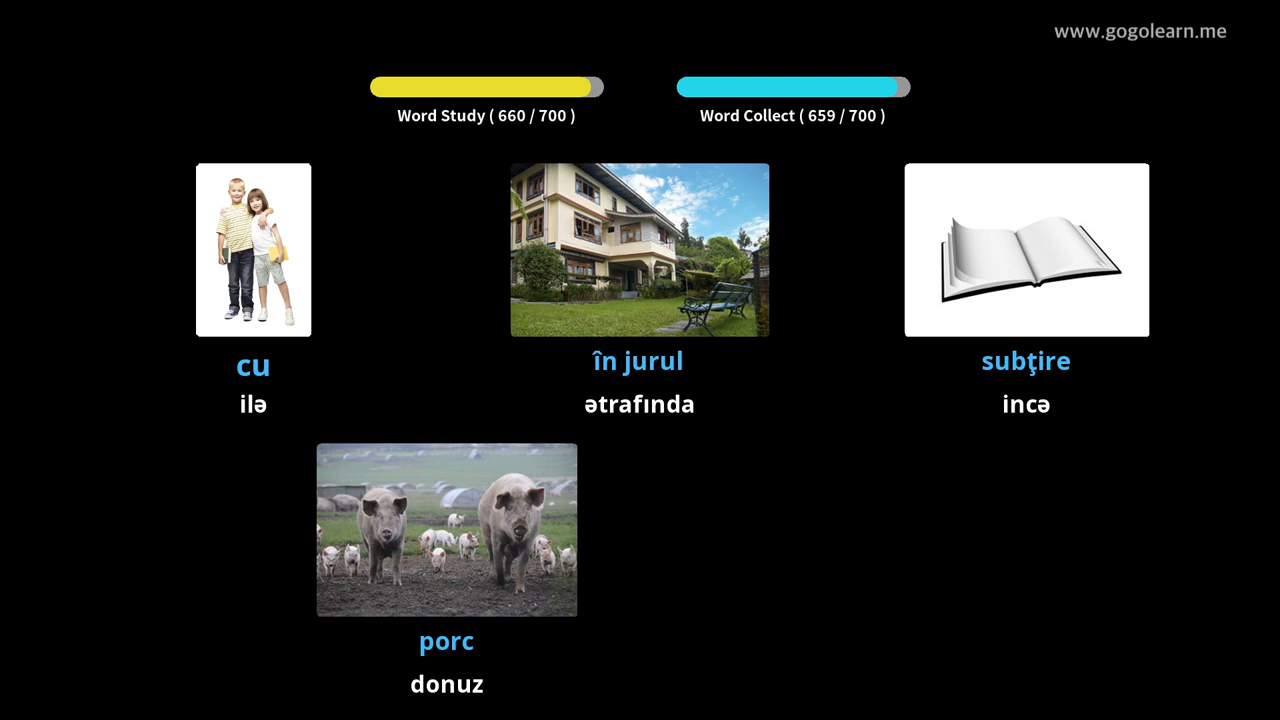 www.gogolearn.me
Word Study ( 660 / 700 )
Word Collect ( 659 / 700 )
cu
în jurul
subţire
ilə
ətrafında
incə
porc
donuz